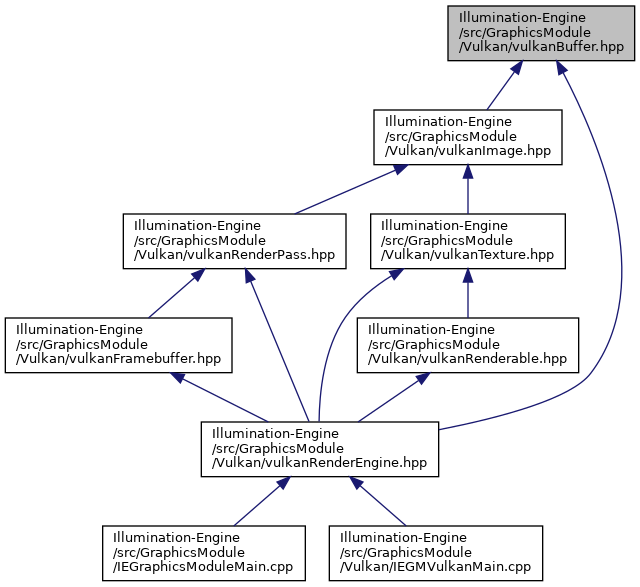 Illumination-Engine
/src/GraphicsModule
/Vulkan/vulkanBuffer.hpp
Illumination-Engine
/src/GraphicsModule
/Vulkan/vulkanImage.hpp
Illumination-Engine
/src/GraphicsModule
/Vulkan/vulkanRenderPass.hpp
Illumination-Engine
/src/GraphicsModule
/Vulkan/vulkanTexture.hpp
Illumination-Engine
/src/GraphicsModule
/Vulkan/vulkanFramebuffer.hpp
Illumination-Engine
/src/GraphicsModule
/Vulkan/vulkanRenderable.hpp
Illumination-Engine
/src/GraphicsModule
/Vulkan/vulkanRenderEngine.hpp
Illumination-Engine
/src/GraphicsModule
/IEGraphicsModuleMain.cpp
Illumination-Engine
/src/GraphicsModule
/Vulkan/IEGMVulkanMain.cpp